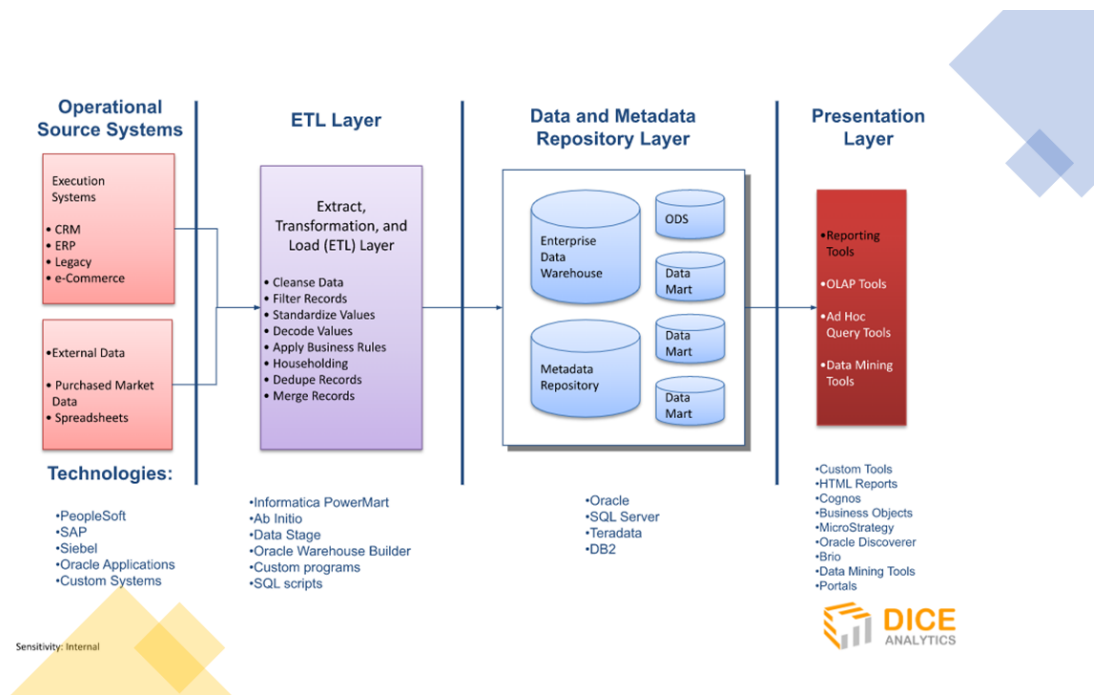 Operational
Source Systems
Execution
Systems
• CRM
• ERP
• Legacy
• e-Commerce
•External Data
• Purchased Market
Data
• Spreadsheets
Technologies:
•PeopleSoft
•SAP
•Siebel
•Oracle Applications
•Custom Systems
ETL Layer
Extract,
Transformation, and
Load (ETL) Layer
• Cleanse Data
• Filter Records
• Standardize Values
• Decode Values
• Apply Business Rules
• Householding
• Dedupe Records
• Merge Records
•Informatica PowerMart
•Ab Initio
•Data Stage
•Oracle Warehouse Builder
•Custom programs
•SQL scripts
Data and Metadata
Repository Layer
Enterprise
Data
Warehouse
Metadata
Repository
ODS
Data
Mart
Data
Mart
Data
Mart
•Oracle
•SQL Server
•Teradata
•DB2
Presentation
Layer
•Reporting
Tools
•OLAP Tools
•Ad Hoc
Query Tools
•Data Mining
Tools
•Custom Tools
•HTML Reports
•Cognos
•Business Objects
•MicroStrategy
•Oracle Discoverer
•Brio
•Data Mining Tools
•Portals
DICE
ANALYTICS
Sensitivity: Internal